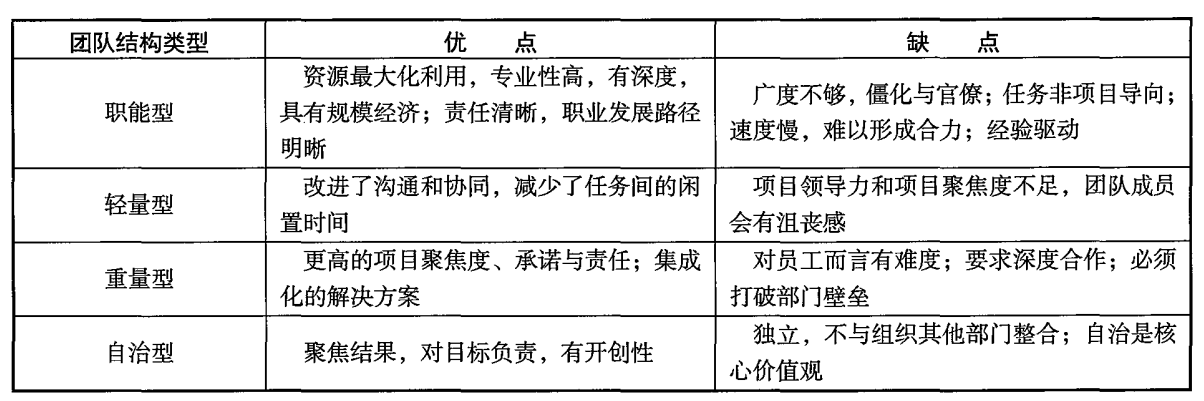 团队结构类型 优 点 缺 点
职能型
资源最大化利用，专业性高，有深度，
具有规模经济；责任清晰，职业发展路径
明晰
广度不够，僵化与官僚；任务非项目导向；
速度慢，难以形成合力；经验驱动
轻量型
改进了沟通和协同，减少了任务间的闲
置时间
项目领导力和项目聚焦度不足，团队成员
会有沮丧感
重量型
更高的项目聚焦度、承诺与责任；集成
化的解决方案
对员工而言有难度；要求深度合作；必须
打破部门壁垒
自治型
聚焦结果，对目标负责，有开创性
独立，不与组织其他部门整合；自治是核
心价值观